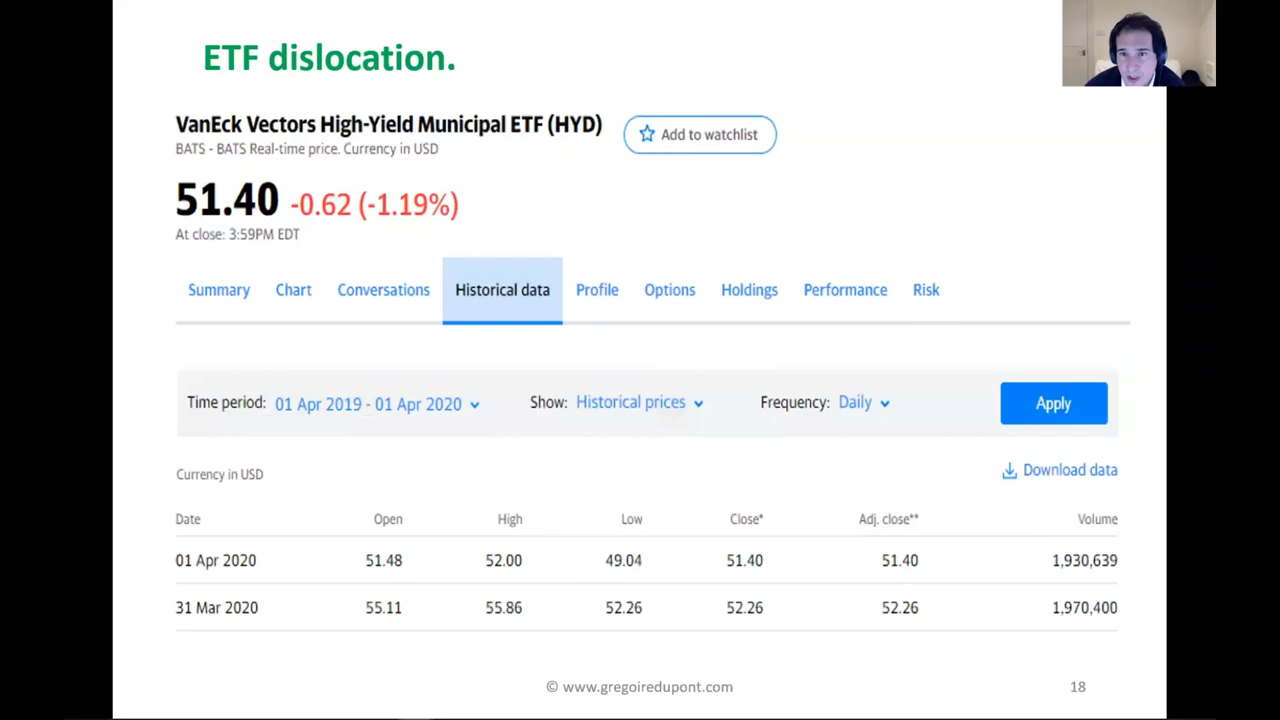 ETF dislocation.
VanEck Vectors High-Yield Municipal ETF (HYD)
Add to watchlist
BATS - BATS Real-time price. Currency in USD
51.40 -0.62 (-1.19%)
At close: 3:59PM EDT
Summary Chart Conversations Historical data Profile Options Holdings Performance Risk
Time period: 01 Apr 2019 - 01 Apr 2020 Show: Historical prices Frequency: Daily Apply
Currency in USD Download data
Date Open High Low Close* Adj. close** Volume
01 Apr 2020 51.48 52.00 49.04 51.40 51.40 1,930,639
31 Mar 2020 55.11 55.86 52.26 52.26 52.26 1,970,400
© www.gregoiredupont.com 18